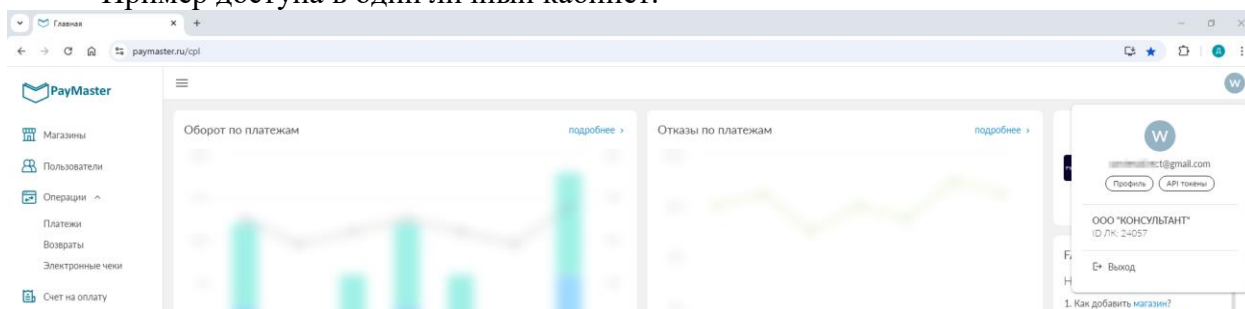 Пример доступа в один личный кабинет:
Главная
paymaster.ru/cpl
PayMaster
W
Магазины
Пользователи
Операции
Платежи
Возвраты
Электронные чеки
Счет на оплату
Оборот по платежам
подробнее ›
Отказы по платежам
подробнее ›
W
ct@gmail.com
Профиль
API токены
ООО "КОНСУЛЬТАНТ"
ID ЛК: 24057
Выход
1. Как добавить магазин?